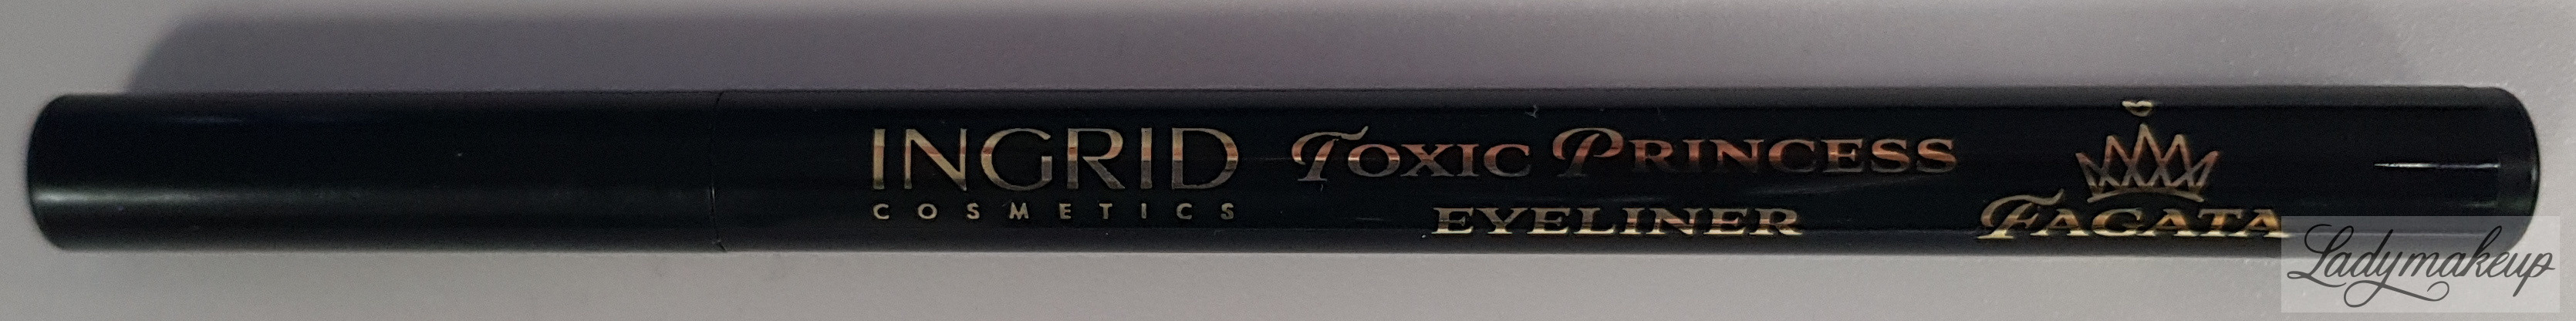 INGRID
COSMETICS
Toxic Princess
EYELINER
Fagata
Ladymakeup